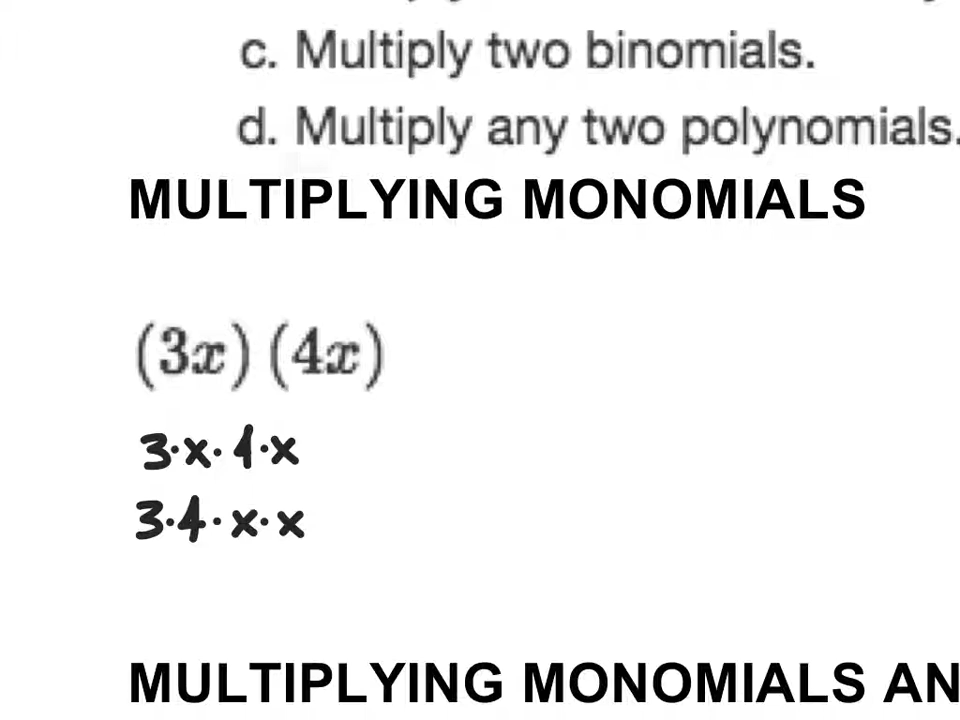 c. Multiply two binomials.
d. Multiply any two polynomials.
MULTIPLYING MONOMIALS
(3x)(4x)
3·x·4·x
3·4·x·x
MULTIPLYING MONOMIALS AN